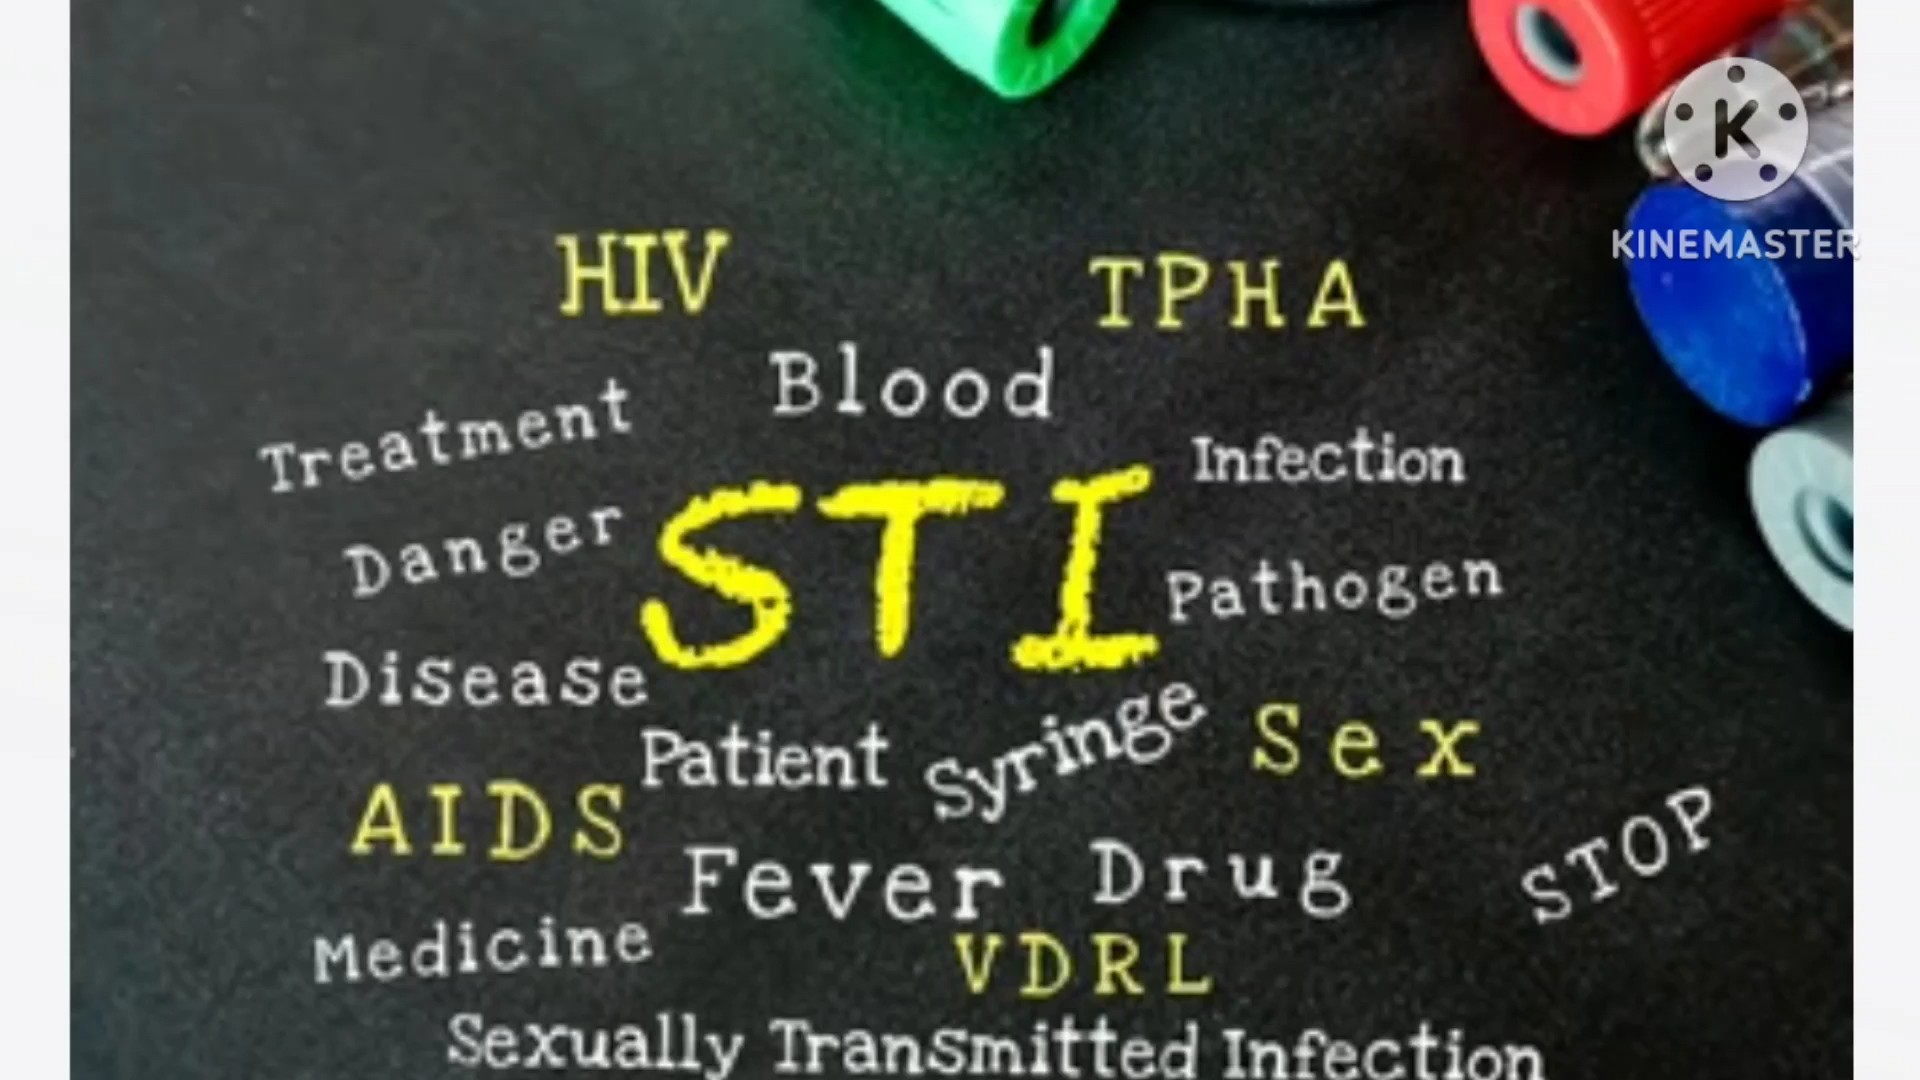 HIV
TPHA
KINEMASTER
Blood
Treatment
Infection
Danger
STI
Pathogen
Disease
Syringe
Sex
Patient
AIDS
STOP
Fever
Drug
Medicine
VDRL
Sexually Transmitted Infection